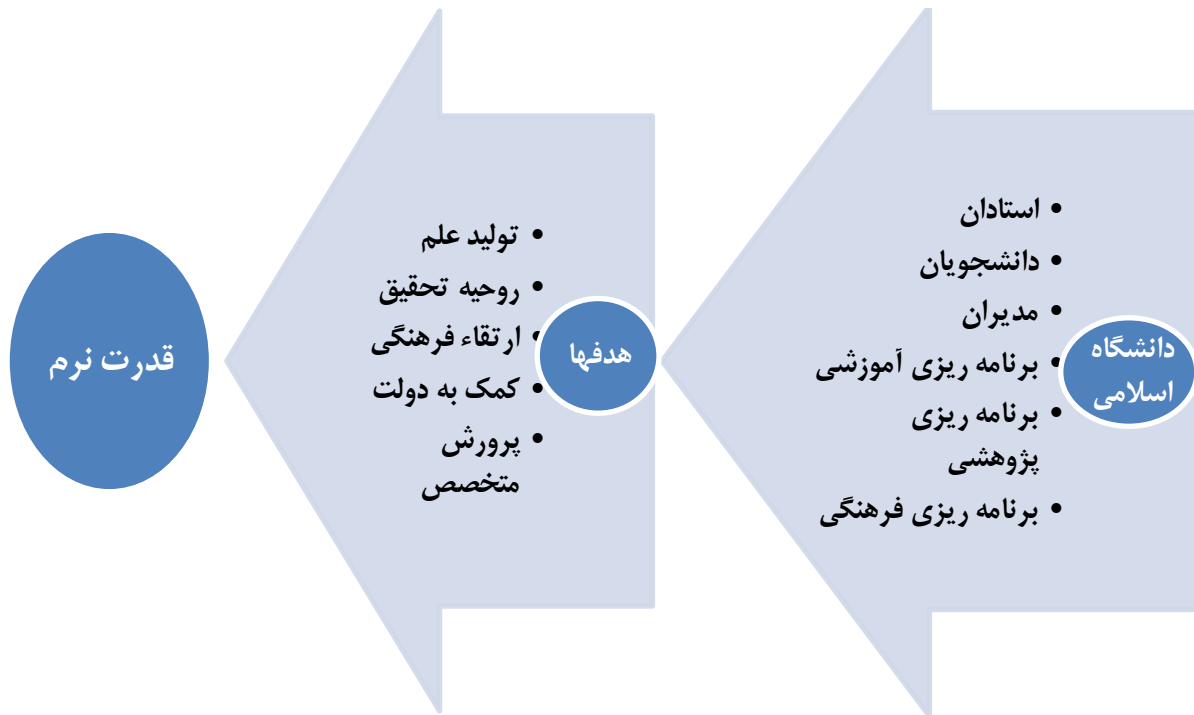 دانشگاه
اسلامی
• استادان
• دانشجویان
• مدیران
• برنامه ریزی آموزشی
• برنامه ریزی
پژوهشی
• برنامه ریزی فرهنگی
هدفها
• تولید علم
• روحیه تحقیق
• ارتقاء فرهنگی
• کمک به دولت
• پرورش
متخصص
قدرت نرم